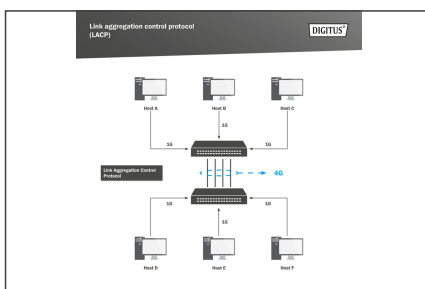 Link aggregation control protocol
(LACP)
DIGITUS®
Host A
Host B
Host C
1G
1G
1G
Link Aggregation Control
Protocol
4G
1G
1G
1G
Host D
Host E
Host F